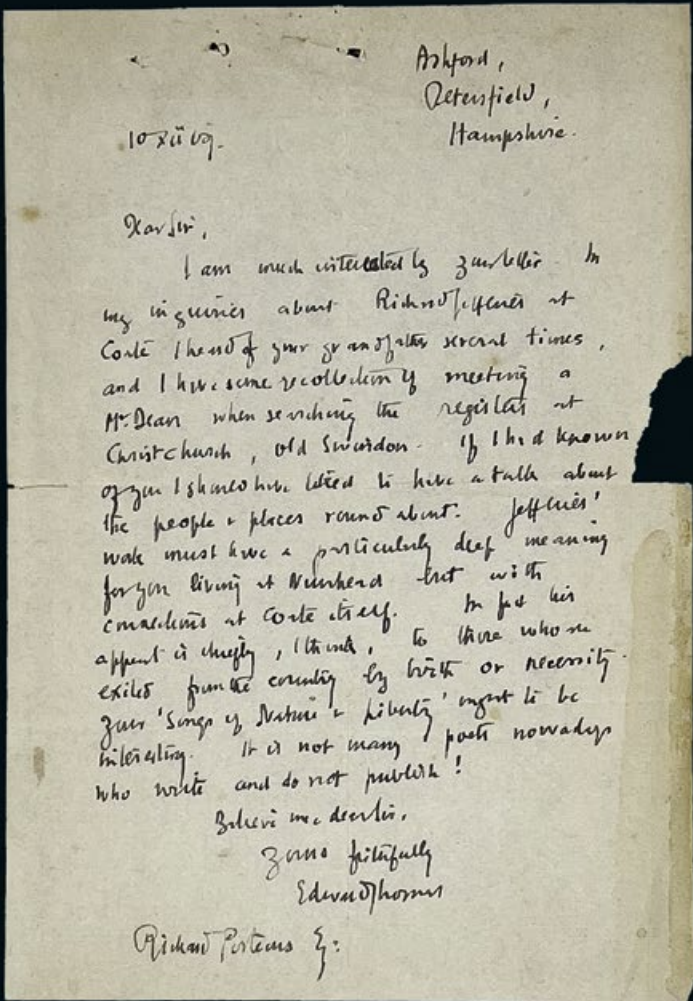 Ashford,
Petersfield,
Hampshire.
10 xii 09.
Dear Sir,
I am much interested by your letter. In
my inquiries about Richard Jefferies at
Coate I heard of your grandfather several times,
and I have some recollection of meeting a
Mr. Dean when searching the registers at
Christchurch, old Swindon. If I had known
of you I should have liked to have a talk about
the people & places round about. Jefferies'
work must have a particularly deep meaning
for you living at Nunhead but with
connections at Coate itself. In fact his
appeal is chiefly, I think, to those who are
exiled from the country by birth or necessity.
Your 'Songs of Nature & Liberty' ought to be
interesting. It is not many poets nowadays
who write and do not publish!
Believe me dear sir,
Yours faithfully
Edward Thomas
Richard Posteus Esq: